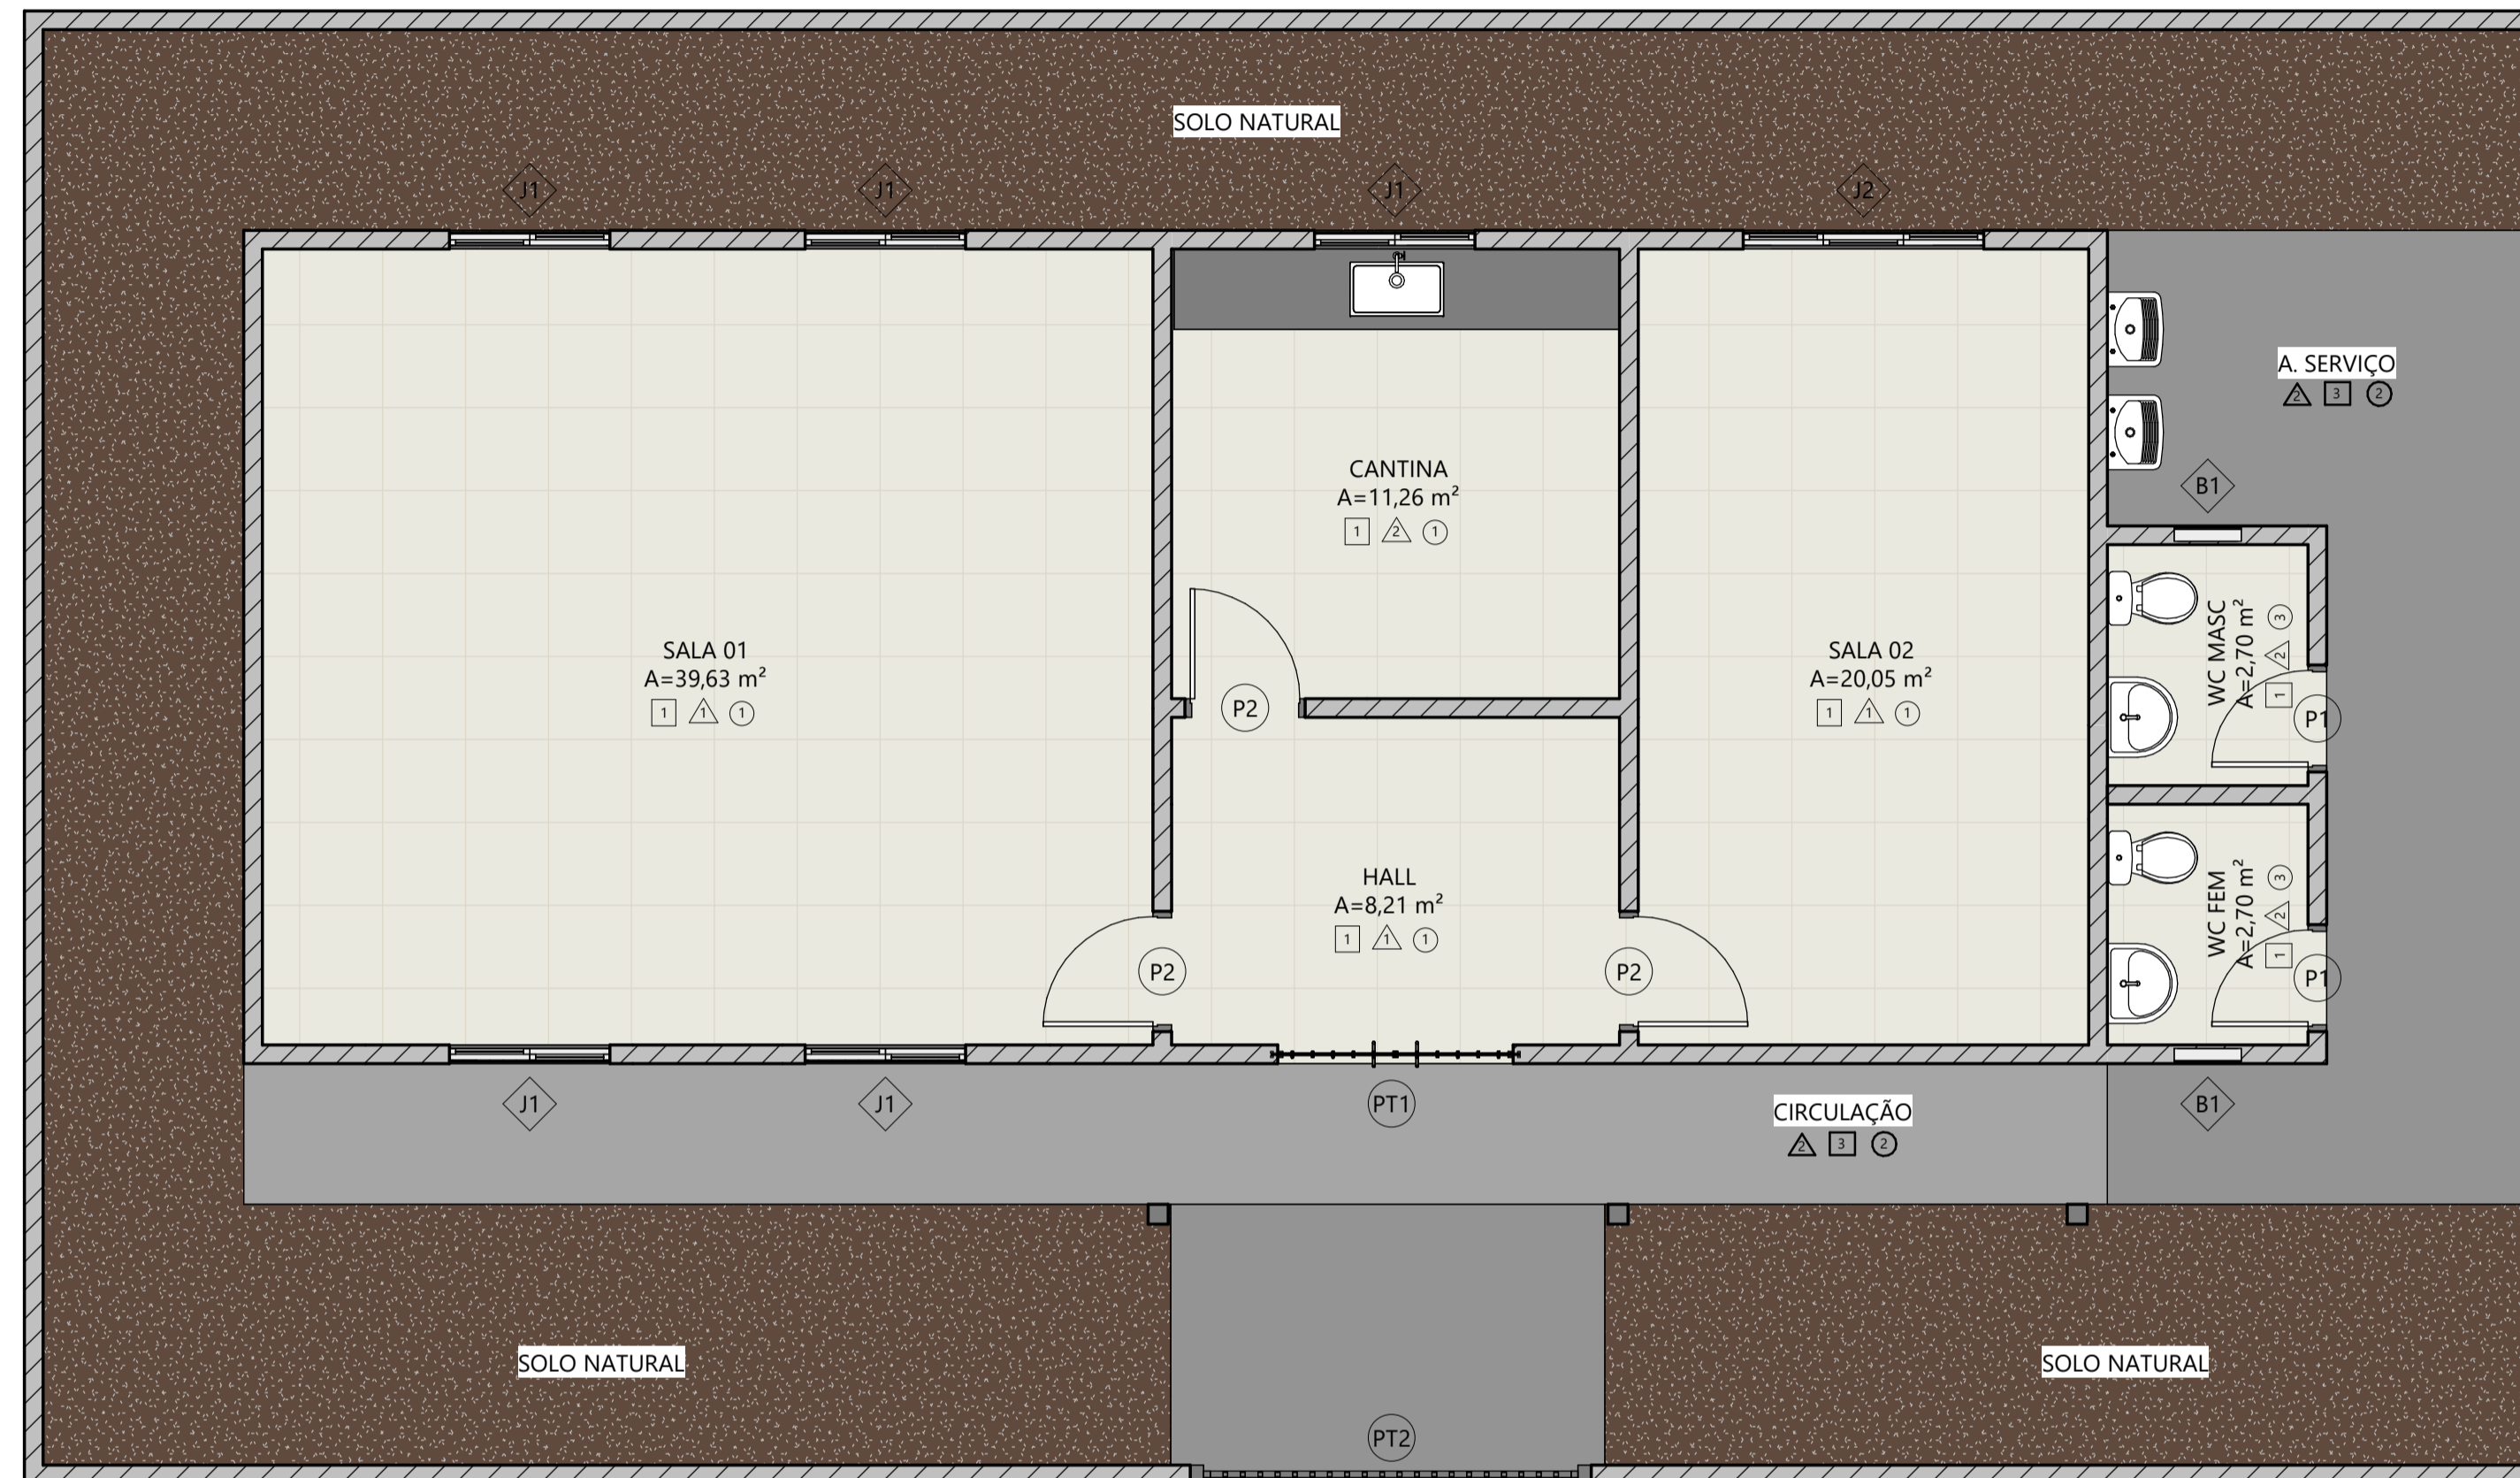 SOLO NATURAL
J1
J1
J1
J2
A. SERVIÇO
2 3 2
CANTINA
A=11,26 m²
1 2 1
B1
SALA 01
A=39,63 m²
1 1 1
P2
SALA 02
A=20,05 m²
1 1 1
WC MASC
A=2,70 m²
1 2 3
P1
HALL
A=8,21 m²
1 1 1
P2
P2
WC FEM
A=2,70 m²
1 2 3
P1
J1
J1
PT1
CIRCULAÇÃO
2 3 2
B1
SOLO NATURAL
SOLO NATURAL
PT2